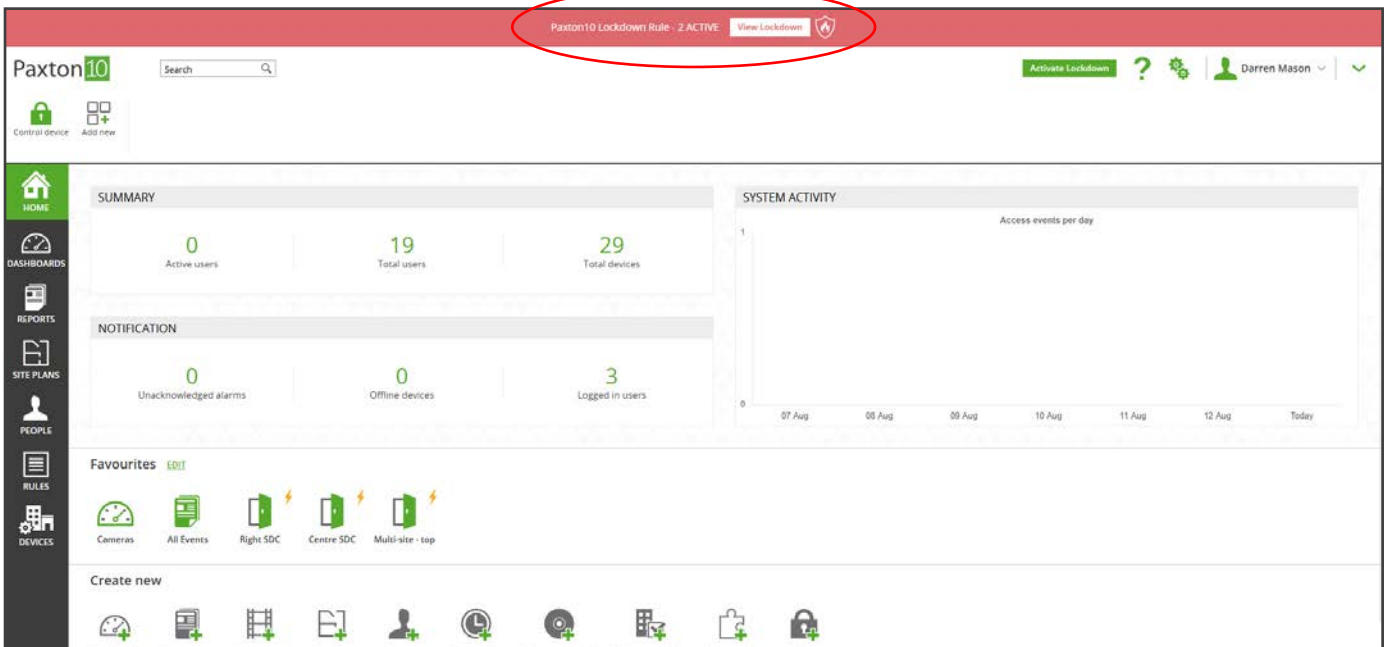 Paxton10 Lockdown Rule - 2 ACTIVE View Lockdown
Paxton10 Search Activate Lockdown ? Darren Mason
Control device Add new
HOME
DASHBOARDS
REPORTS
SITE PLANS
PEOPLE
RULES
DEVICES
SUMMARY
0 19 29
Active users Total users Total devices
NOTIFICATION
0 0 3
Unacknowledged alarms Offline devices Logged in users
SYSTEM ACTIVITY
Access events per day
1
0
07 Aug 08 Aug 09 Aug 10 Aug 11 Aug 12 Aug Today
Favourites EDIT
Cameras All Events Right SDC Centre SDC Multi-site - top
Create new